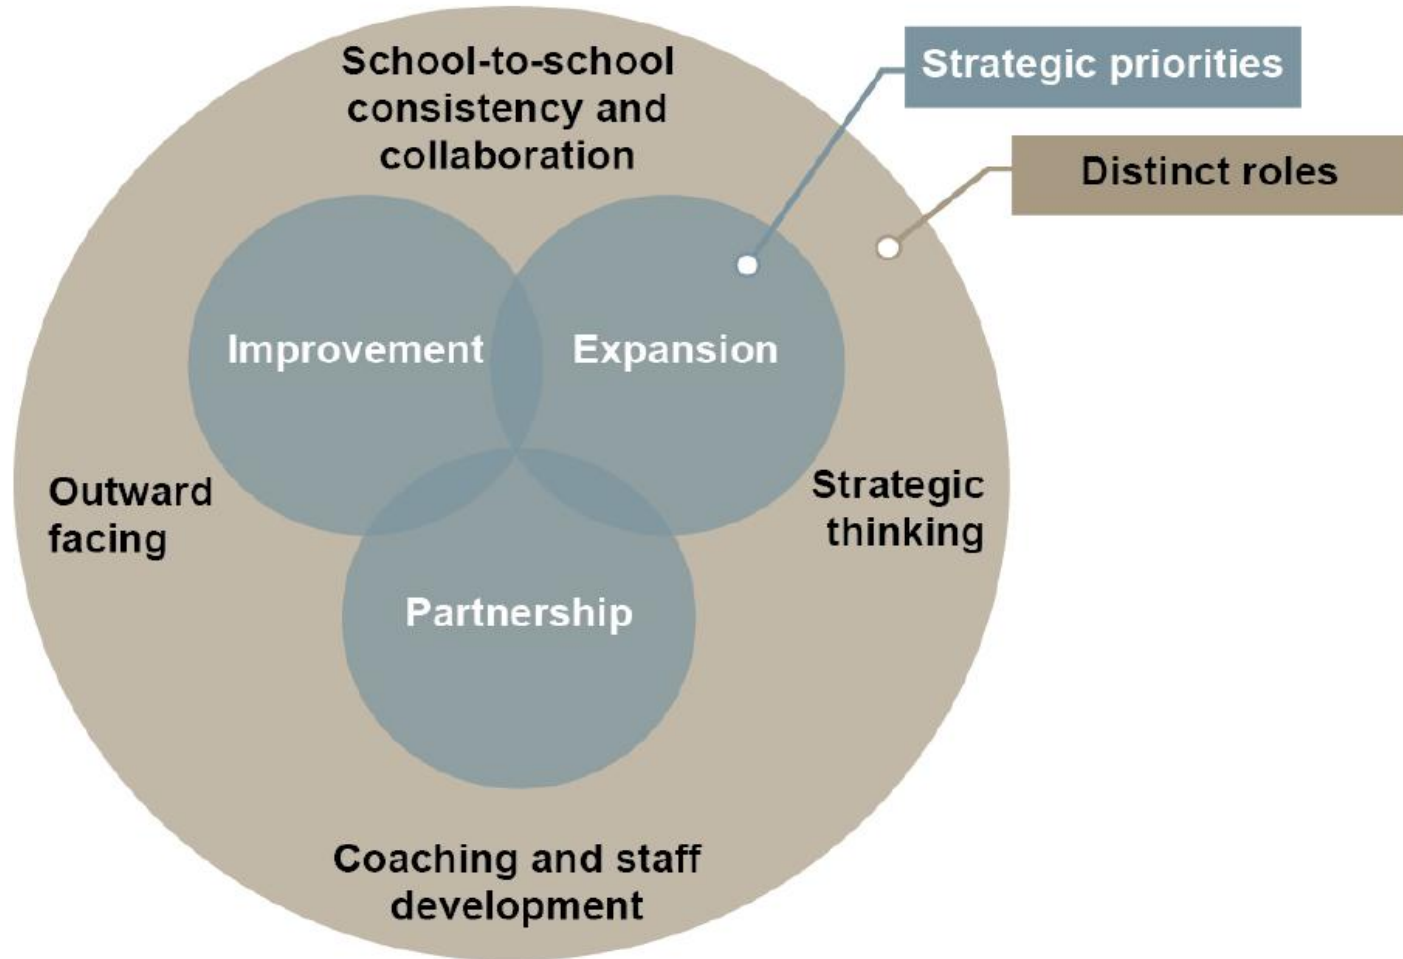 School-to-school
consistency and
collaboration
Strategic priorities
Distinct roles
Improvement
Expansion
Outward
facing
Strategic
thinking
Partnership
Coaching and staff
development